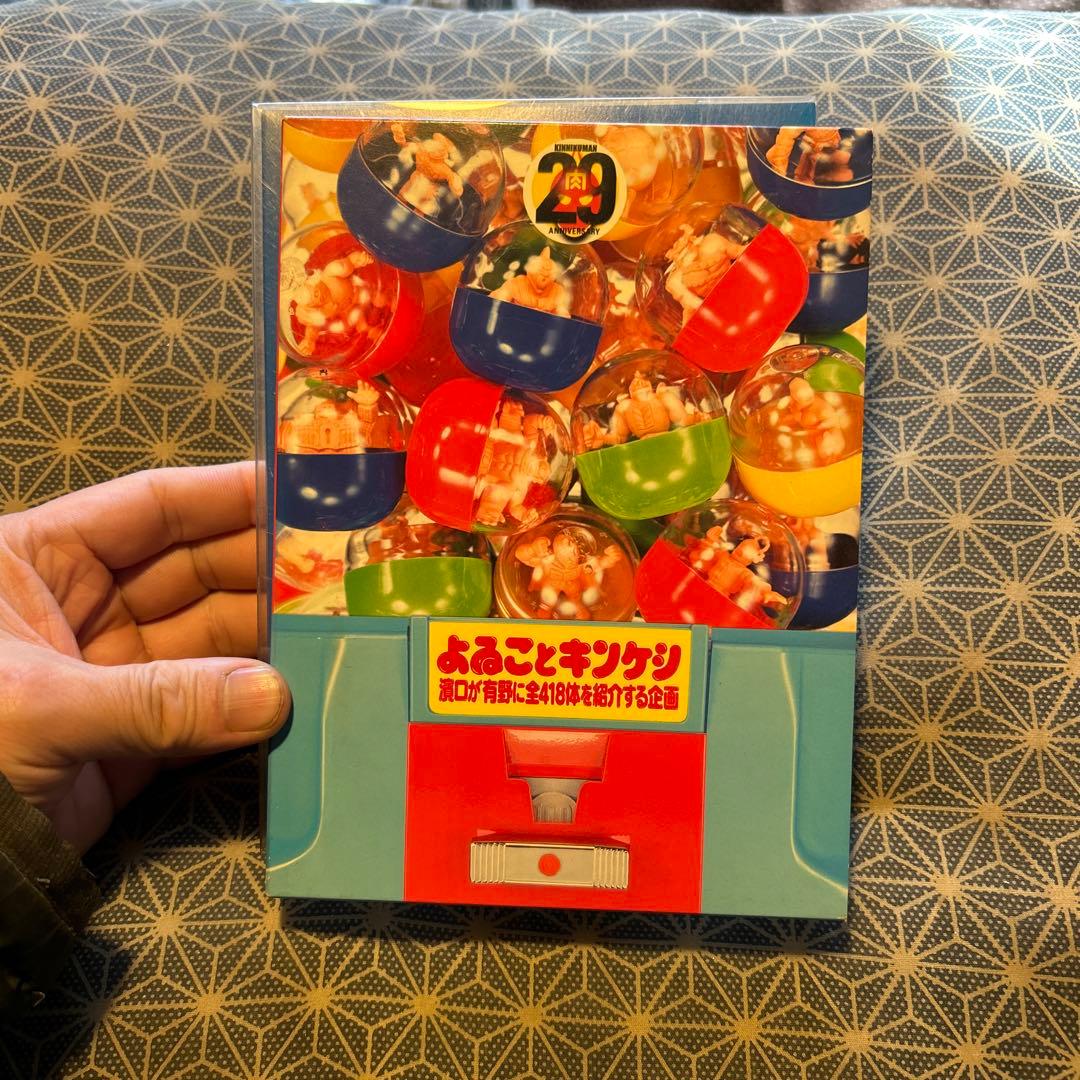 KINNIKUMAN
29
肉
ANNIVERSARY
よゐことキンケシ
濱口が有野に全418体を紹介する企画